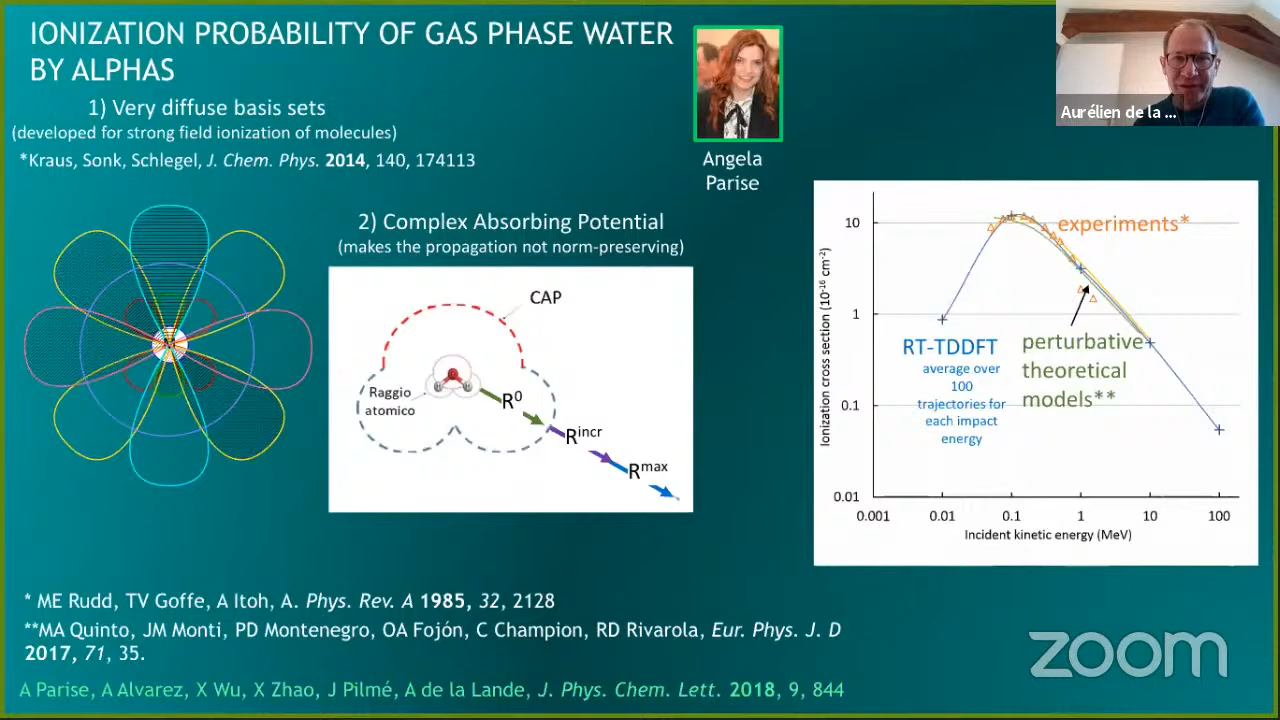 IONIZATION PROBABILITY OF GAS PHASE WATER
BY ALPHAS
1) Very diffuse basis sets
(developed for strong field ionization of molecules)
*Kraus, Sonk, Schlegel, J. Chem. Phys. 2014, 140, 174113
Angela
Parise
Aurélien de la ...
2) Complex Absorbing Potential
(makes the propagation not norm-preserving)
CAP
Raggio
atomico
R⁰
Rⁱⁿᶜʳ
Rᵐᵃˣ
experiments*
RT-TDDFT
average over
100
trajectories for
each impact
energy
perturbative
theoretical
models**
Ionization cross section (10⁻¹⁶ cm⁻²)
10
1
0.1
0.01
0.001 0.01 0.1 1 10 100
Incident kinetic energy (MeV)
* ME Rudd, TV Goffe, A Itoh, A. Phys. Rev. A 1985, 32, 2128
**MA Quinto, JM Monti, PD Montenegro, OA Fojón, C Champion, RD Rivarola, Eur. Phys. J. D
2017, 71, 35.
A Parise, A Alvarez, X Wu, X Zhao, J Pilmé, A de la Lande, J. Phys. Chem. Lett. 2018, 9, 844
zoom